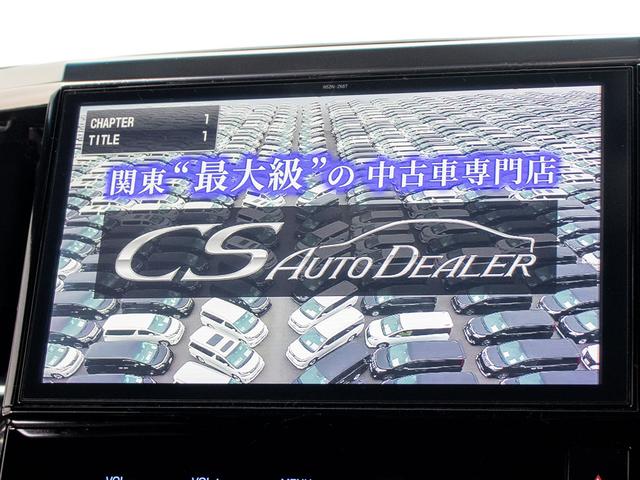 CHAPTER 1
TITLE 1
関東“最大級”の 中古車専門店
CS AUTO DEALER
MENU